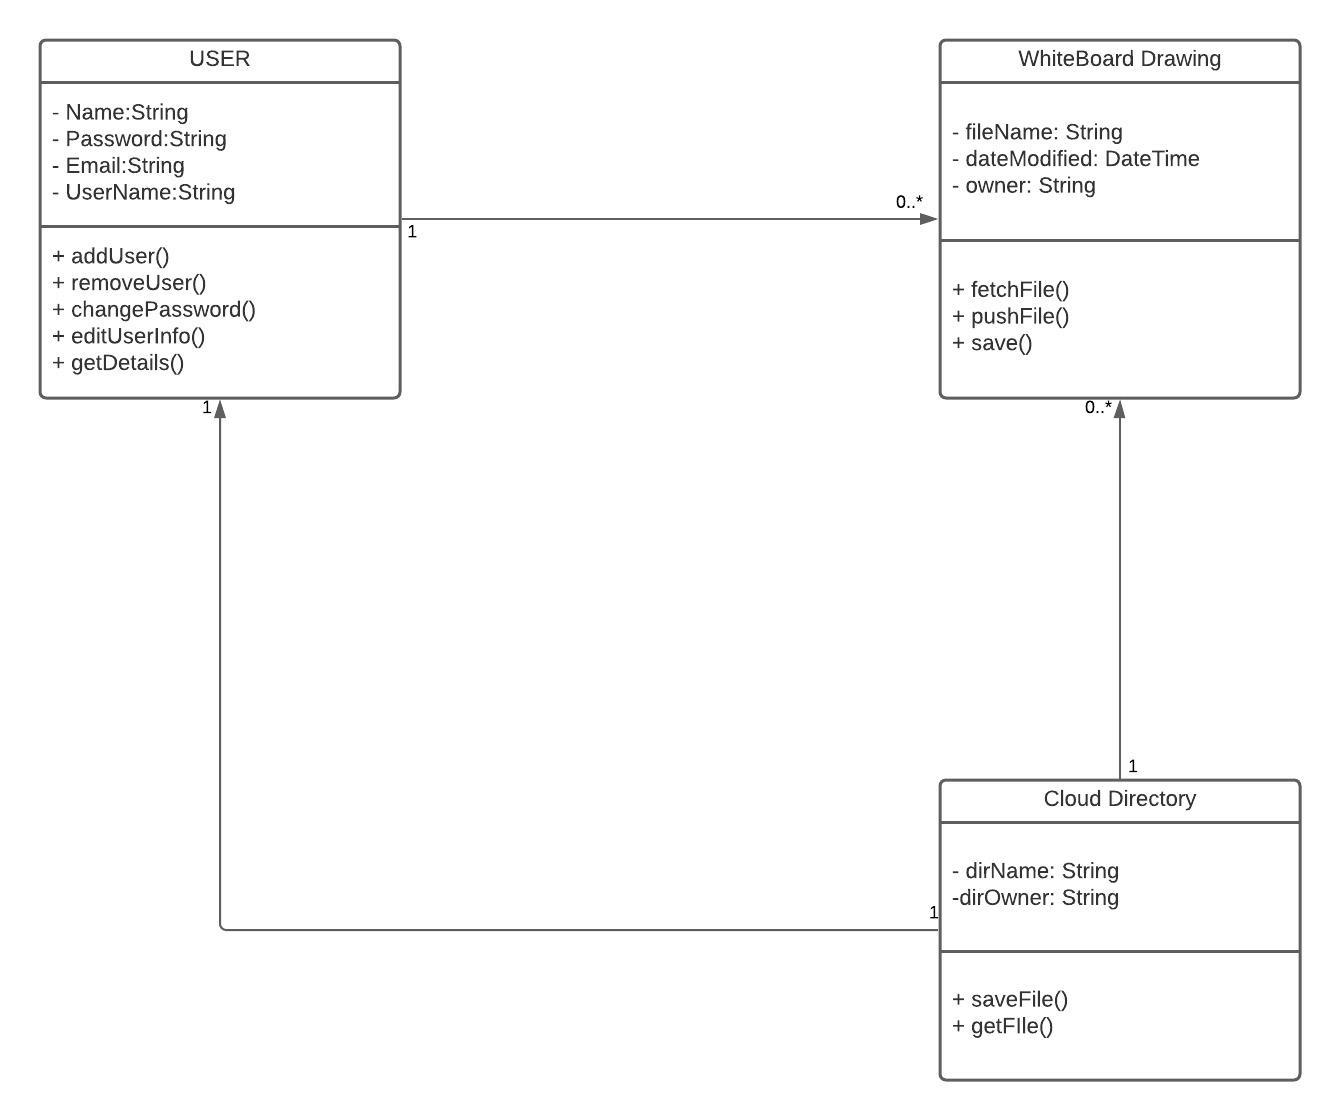 USER
- Name:String
- Password:String
- Email:String
- UserName:String
+ addUser()
+ removeUser()
+ changePassword()
+ editUserInfo()
+ getDetails()
1
0..*
WhiteBoard Drawing
- fileName: String
- dateModified: DateTime
- owner: String
+ fetchFile()
+ pushFile()
+ save()
1
0..*
1
1
Cloud Directory
- dirName: String
-dirOwner: String
+ saveFile()
+ getFIle()